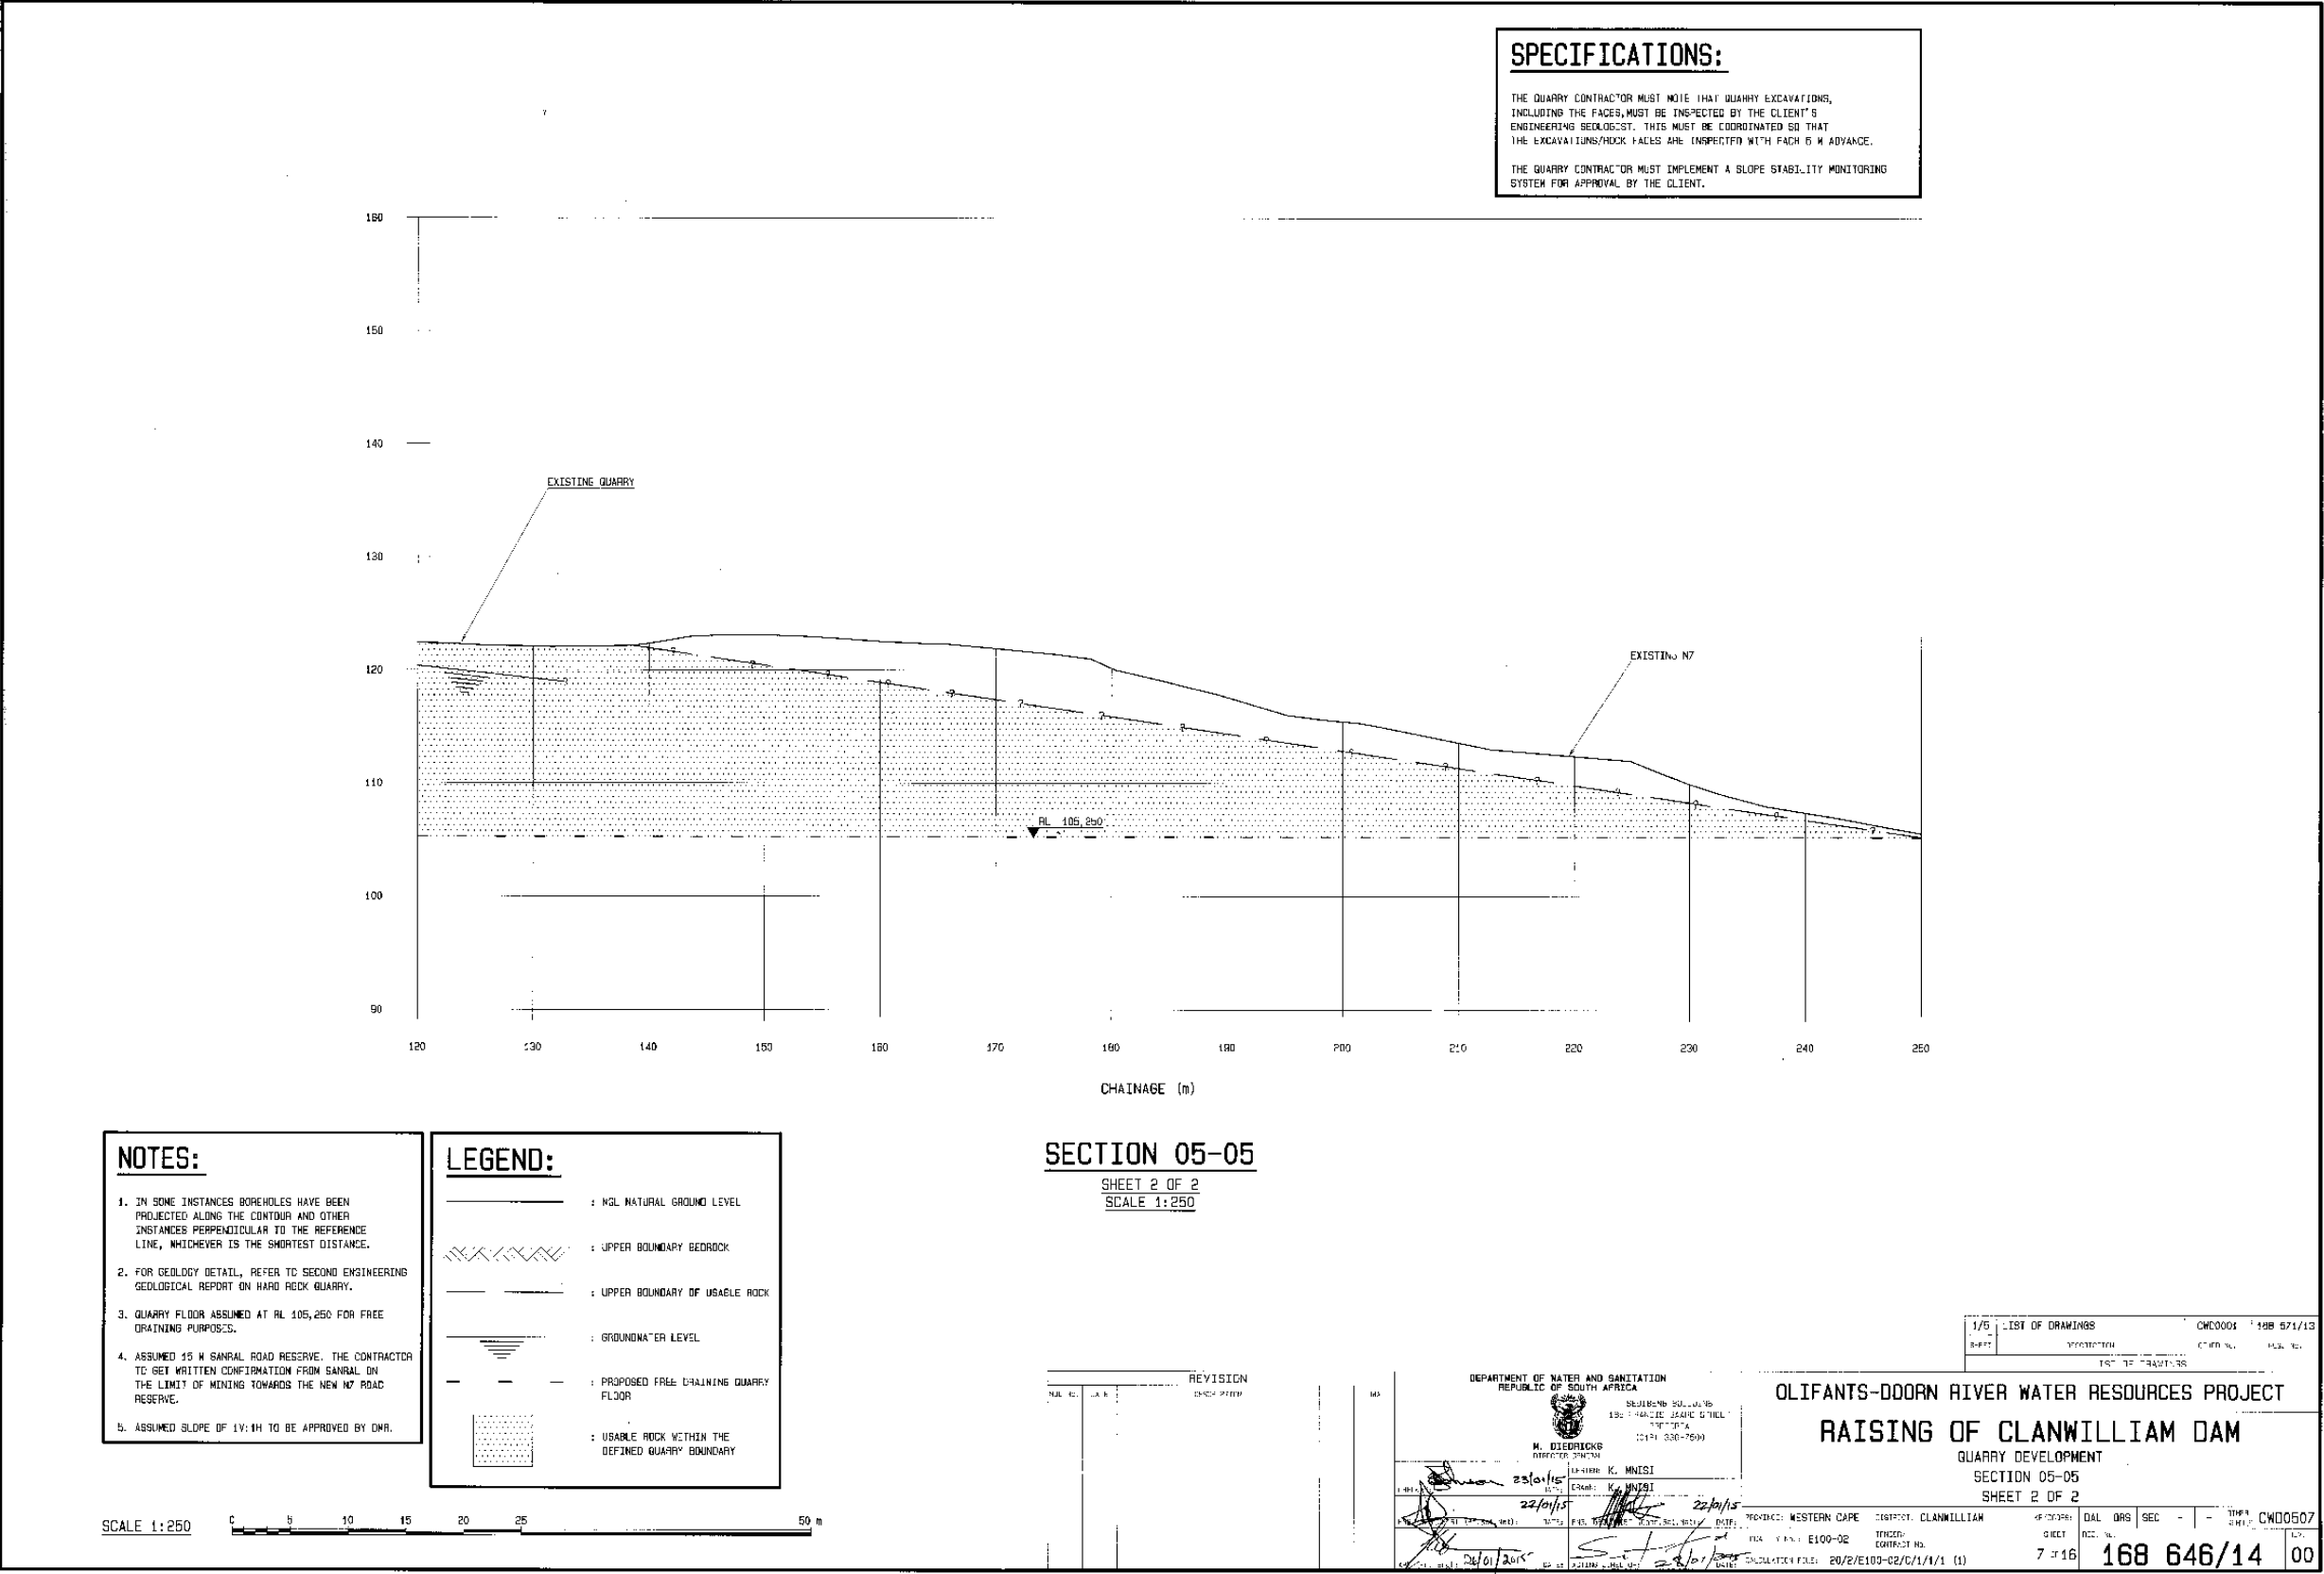 SPECIFICATIONS:
THE QUARRY CONTRACTOR MUST NOTE THAT QUARRY EXCAVATIONS,
INCLUDING THE FACES, MUST BE INSPECTED BY THE CLIENT'S
ENGINEERING GEOLOGIST. THIS MUST BE COORDINATED SO THAT
THE EXCAVATIONS/ROCK FACES ARE INSPECTED WITH EACH 5 M ADVANCE.
THE QUARRY CONTRACTOR MUST IMPLEMENT A SLOPE STABILITY MONITORING
SYSTEM FOR APPROVAL BY THE CLIENT.
160
150
140
EXISTING QUARRY
130
120
EXISTING N7
110
RL 105,250
100
90
120 130 140 150 160 170 180 190 200 210 220 230 240 250
CHAINAGE (m)
SECTION 05-05
SHEET 2 OF 2
SCALE 1:250
NOTES:
1. IN SOME INSTANCES BOREHOLES HAVE BEEN
PROJECTED ALONG THE CONTOUR AND OTHER
INSTANCES PERPENDICULAR TO THE REFERENCE
LINE, WHICHEVER IS THE SHORTEST DISTANCE.
2. FOR GEOLOGY DETAIL, REFER TO SECOND ENGINEERING
GEOLOGICAL REPORT ON HARD ROCK QUARRY.
3. QUARRY FLOOR ASSUMED AT RL 105,250 FOR FREE
DRAINING PURPOSES.
4. ASSUMED 15 M SANRAL ROAD RESERVE. THE CONTRACTOR
TO GET WRITTEN CONFIRMATION FROM SANRAL ON
THE LIMIT OF MINING TOWARDS THE NEW N7 ROAD
RESERVE.
5. ASSUMED SLOPE OF 1V:1H TO BE APPROVED BY DMR.
LEGEND:
: NGL NATURAL GROUND LEVEL
: UPPER BOUNDARY BEDROCK
: UPPER BOUNDARY OF USABLE ROCK
: GROUNDWATER LEVEL
: PROPOSED FREE DRAINING QUARRY
FLOOR
: USABLE ROCK WITHIN THE
DEFINED QUARRY BOUNDARY
SCALE 1:250
0 5 10 15 20 25 50 m
REVISION
1/5 LIST OF DRAWINGS CWD0001 168 571/13
DEPARTMENT OF WATER AND SANITATION
REPUBLIC OF SOUTH AFRICA
M. DIEDRICKS
K. MNISI
K. MNISI
23/01/15
22/01/15
22/01/15
OLIFANTS-DOORN RIVER WATER RESOURCES PROJECT
RAISING OF CLANWILLIAM DAM
QUARRY DEVELOPMENT
SECTION 05-05
SHEET 2 OF 2
PROVINCE: WESTERN CAPE DISTRICT: CLANWILLIAM
DAL QRS SEC - - CWD0507
E100-02
20/01/2015
20/2/E100-02/C/1/1/1 (1)
SHEET
7 OF 16
168 646/14
00